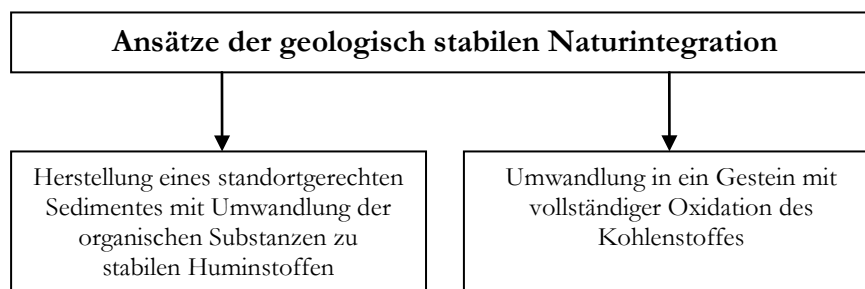 Ansätze der geologisch stabilen Naturintegration
Herstellung eines standortgerechten
Sedimentes mit Umwandlung der
organischen Substanzen zu
stabilen Huminstoffen
Umwandlung in ein Gestein mit
vollständiger Oxidation des
Kohlenstoffes